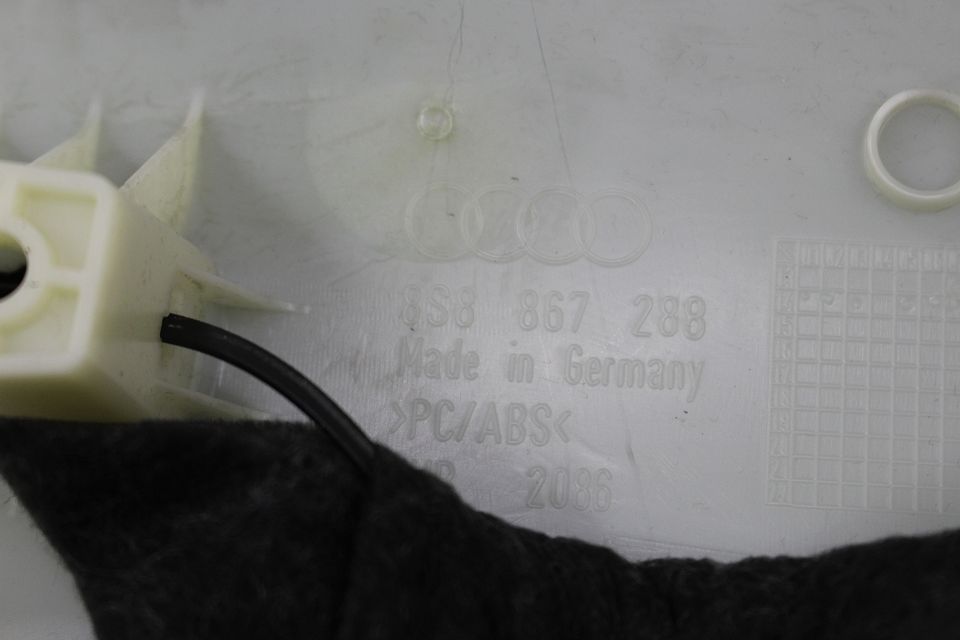 8S8 867 288
Made in Germany
>PC/ABS<
2086